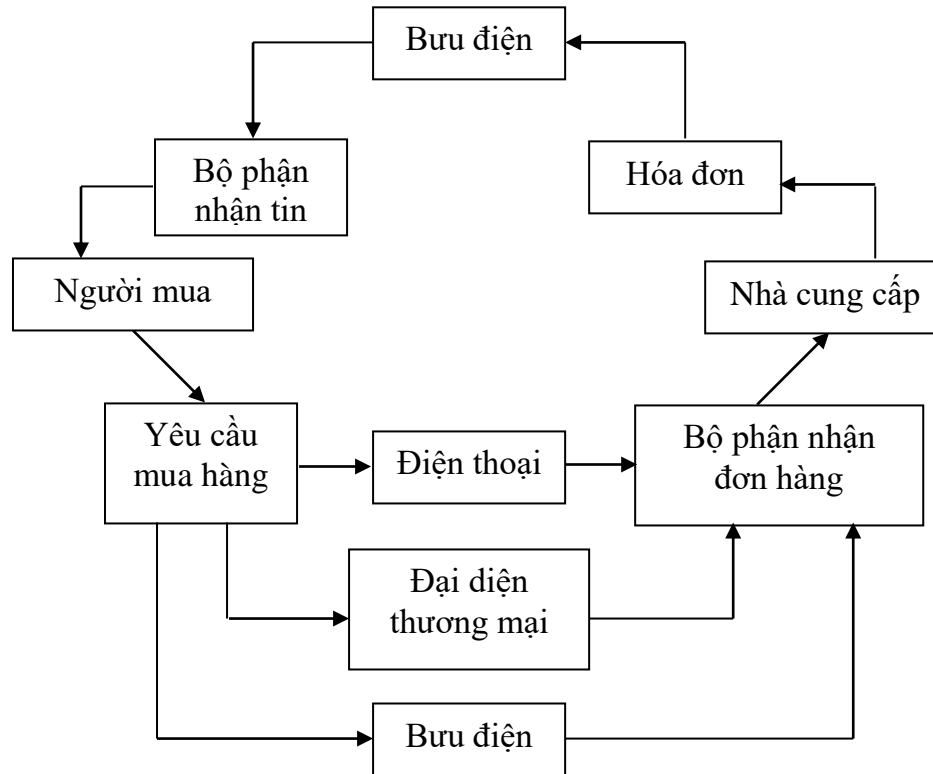 Bưu điện
Bộ phận
nhận tin
Hóa đơn
Người mua
Nhà cung cấp
Yêu cầu
mua hàng
Điện thoại
Bộ phận nhận
đơn hàng
Đại diện
thương mại
Bưu điện